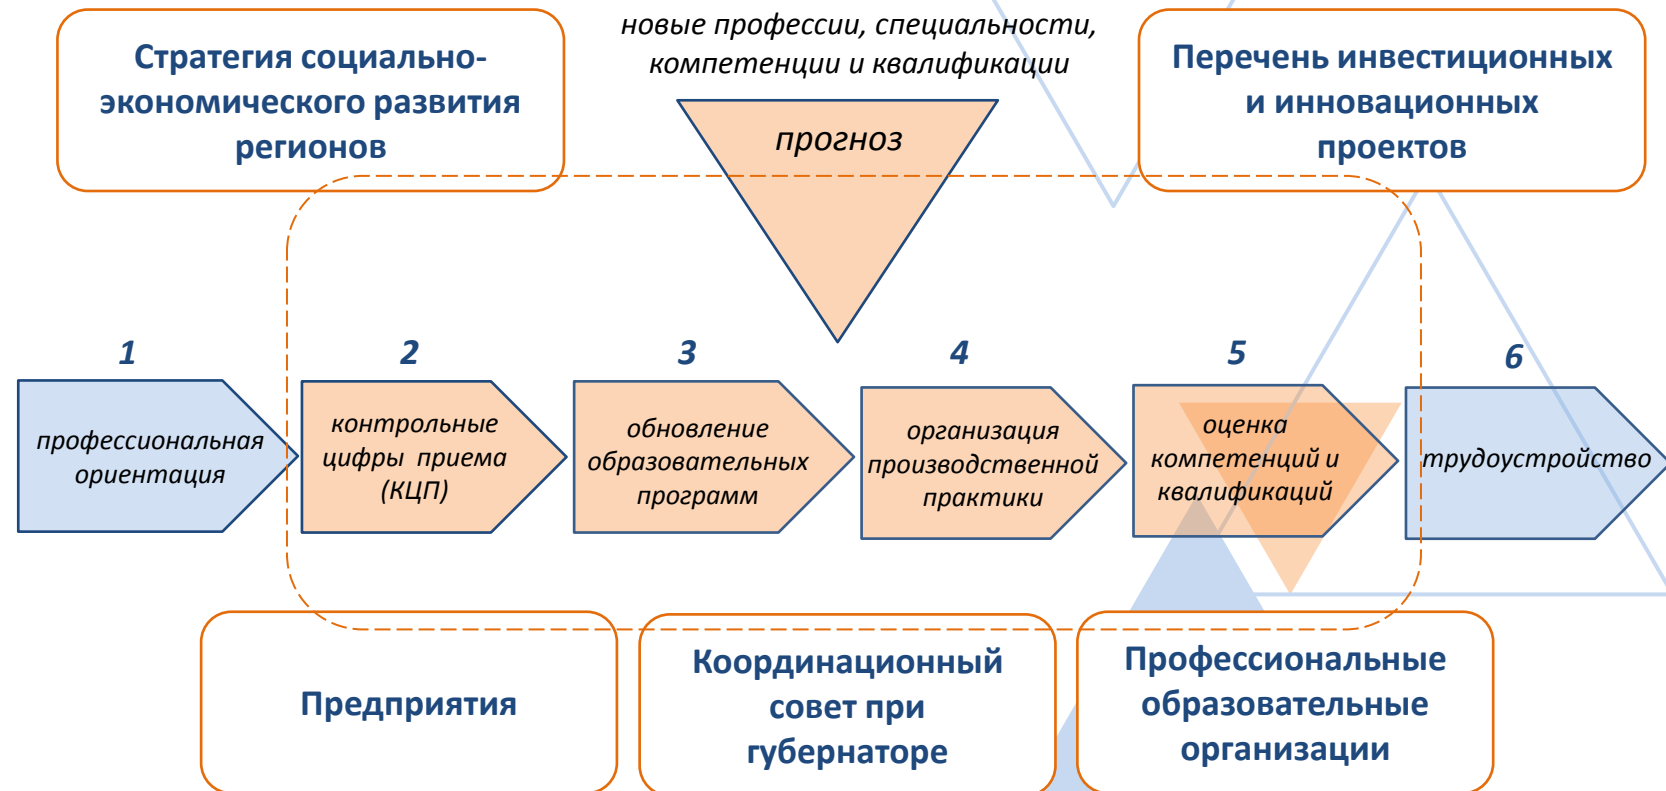 Стратегия социально-
экономического развития
регионов
новые профессии, специальности,
компетенции и квалификации
прогноз
Перечень инвестиционных
и инновационных
проектов
1
профессиональная
ориентация
2
контрольные
цифры приема
(КЦП)
3
обновление
образовательных
программ
4
организация
производственной
практики
5
оценка
компетенций и
квалификаций
6
трудоустройство
Предприятия
Координационный
совет при
губернаторе
Профессиональные
образовательные
организации